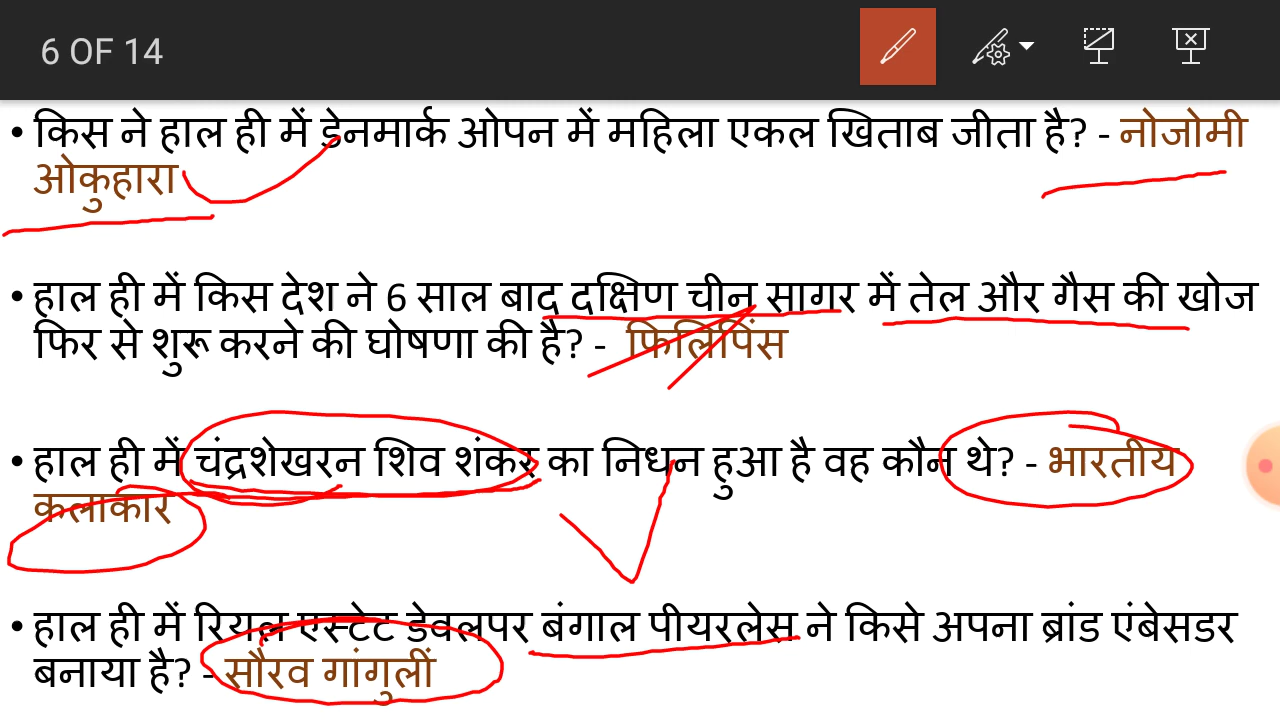 6 OF 14
• किस ने हाल ही में डेनमार्क ओपन में महिला एकल खिताब जीता है? - नोजोमी
ओकुहारा
• हाल ही में किस देश ने 6 साल बाद दक्षिण चीन सागर में तेल और गैस की खोज
फिर से शुरू करने की घोषणा की है? - फिलिपिंस
• हाल ही में चंद्रशेखरन शिव शंकर का निधन हुआ है वह कौन थे? - भारतीय
कलाकार
• हाल ही में रियल एस्टेट डेवलपर बंगाल पीयरलेस ने किसे अपना ब्रांड एंबेसडर
बनाया है? - सौरव गांगुलीं